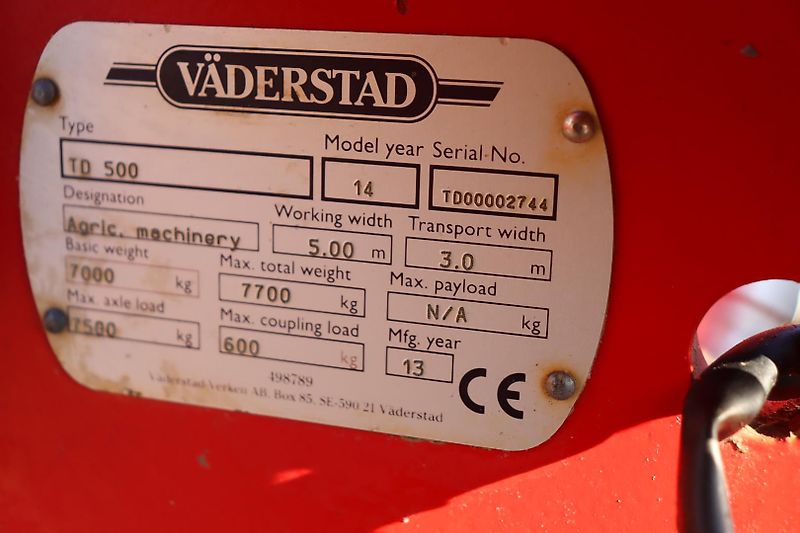 VÄDERSTAD
Type
Model year Serial-No.
TD 500
14
TD00002744
Designation
Working width
Transport width
Agric. machinery
5.00 m
3.0 m
Basic weight
Max. total weight
Max. payload
7000 kg
7700 kg
N/A kg
Max. axle load
Max. coupling load
Mfg. year
7500 kg
600 kg
13
CE
498789
Väderstad-Verken AB, Box 85, SE-590 21 Väderstad